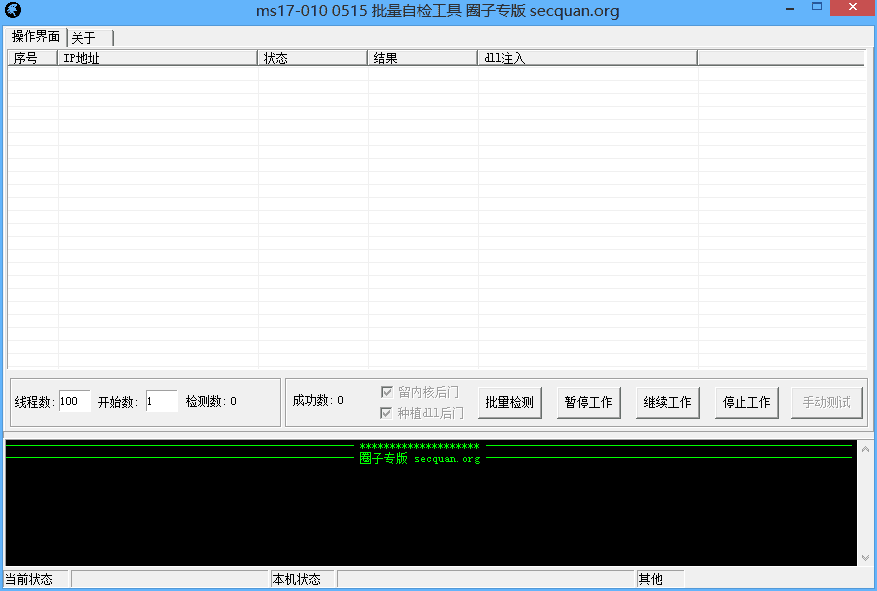 ms17-010 0515 批量自检工具 圈子专版 secquan.org
操作界面 关于
序号 IP地址 状态 结果 dll注入
线程数: 100 开始数: 1 检测数: 0 成功数: 0 留内核后门 种植dll后门 批量检测 暂停工作 继续工作 停止工作 手动测试
********************
圈子专版 secquan.org
当前状态 本机状态 其他